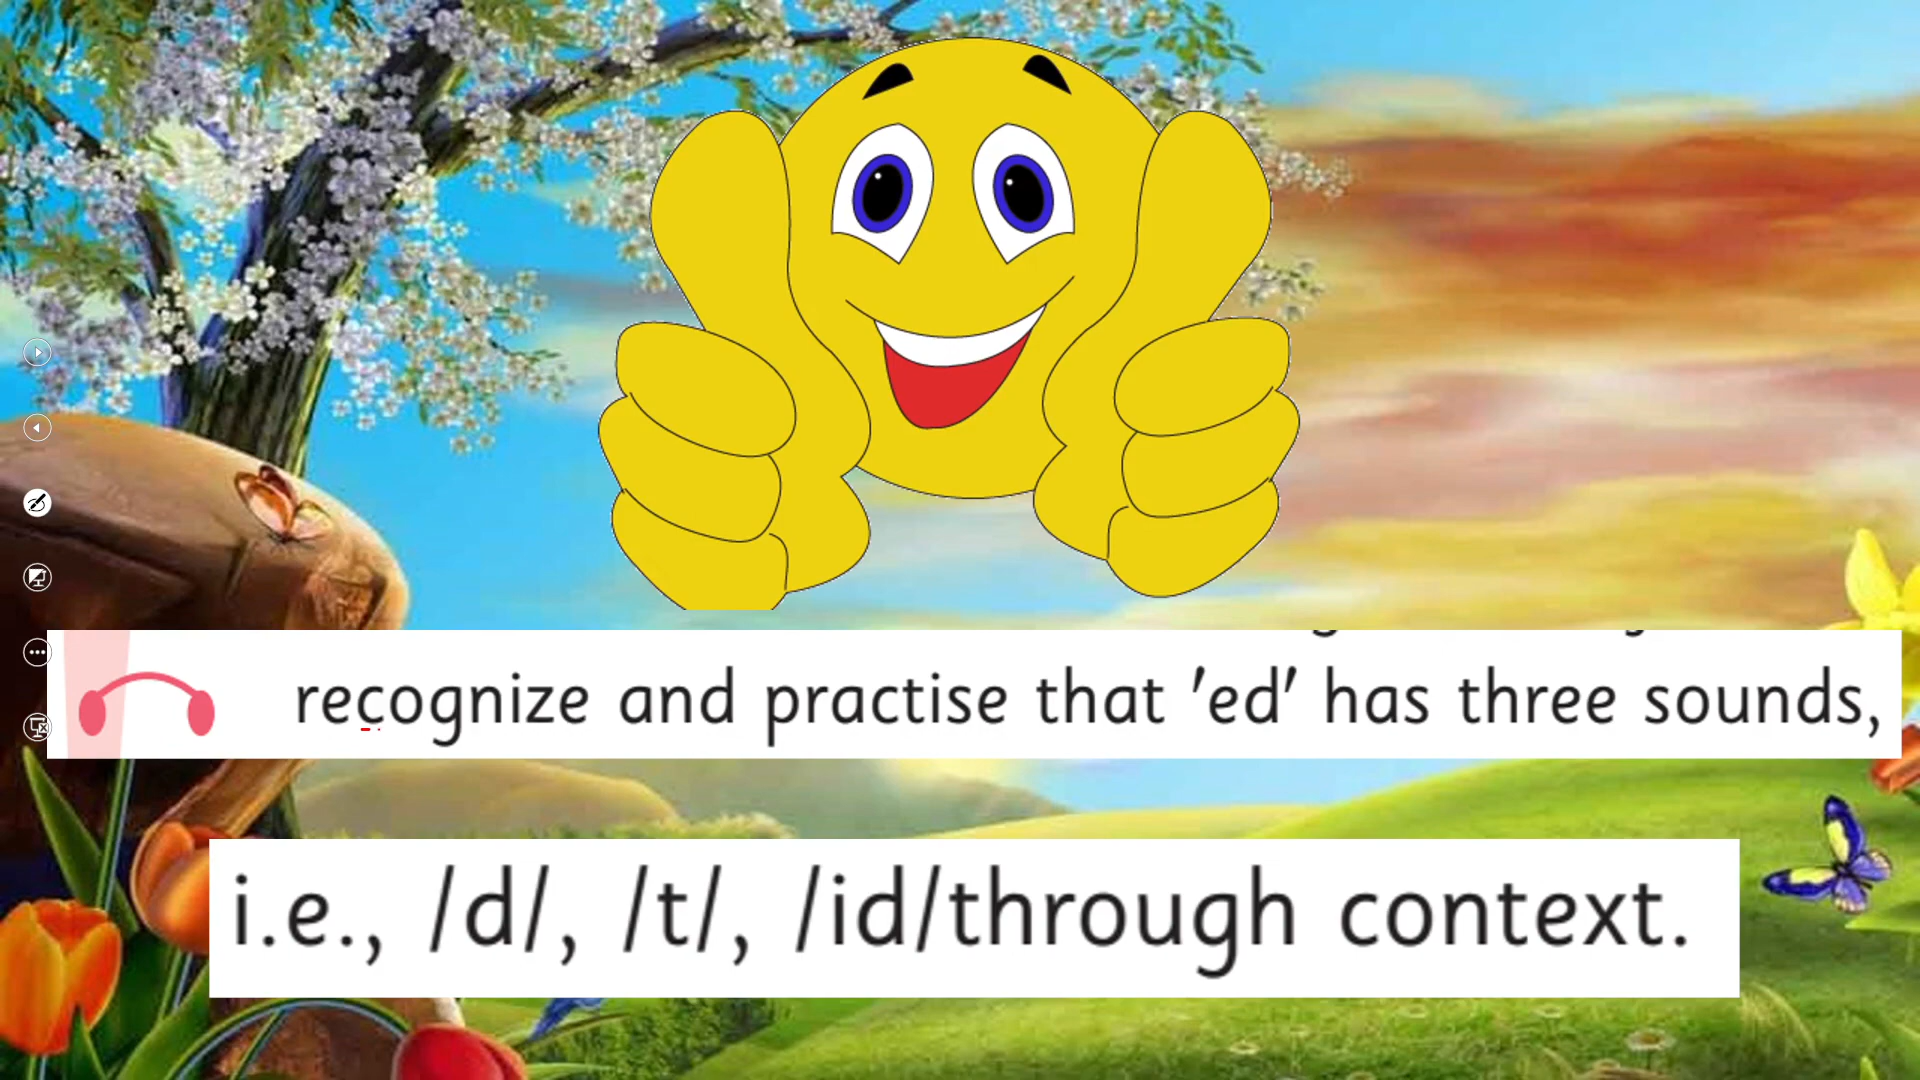 recognize and practise that 'ed' has three sounds,
i.e., /d/, /t/, /id/through context.